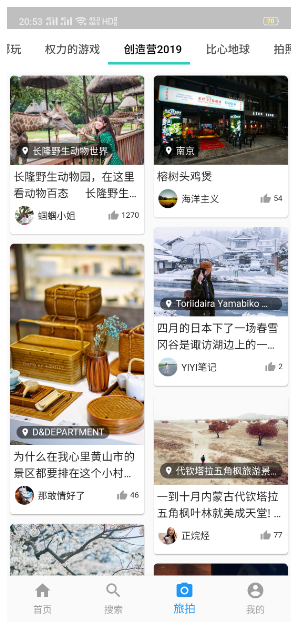 20:53
HD
70
那玩
权力的游戏
创造营2019
比心地球
拍照
长隆野生动物世界
长隆野生动物园，在这里
看动物百态 长隆野生...
蝈蝈小姐
1270
南京
榕树头鸡煲
海洋主义
54
Toriidaira Yamabiko ...
四月的日本下了一场春雪
冈谷是诹访湖边上的一...
YIYI笔记
2
D&DEPARTMENT
为什么在我心里黄山市的
景区都要排在这个小村...
那敢情好了
46
代钦塔拉五角枫旅游景...
一到十月内蒙古代钦塔拉
五角枫叶林就美成天堂!...
正烷烃
77
首页
搜索
旅拍
我的